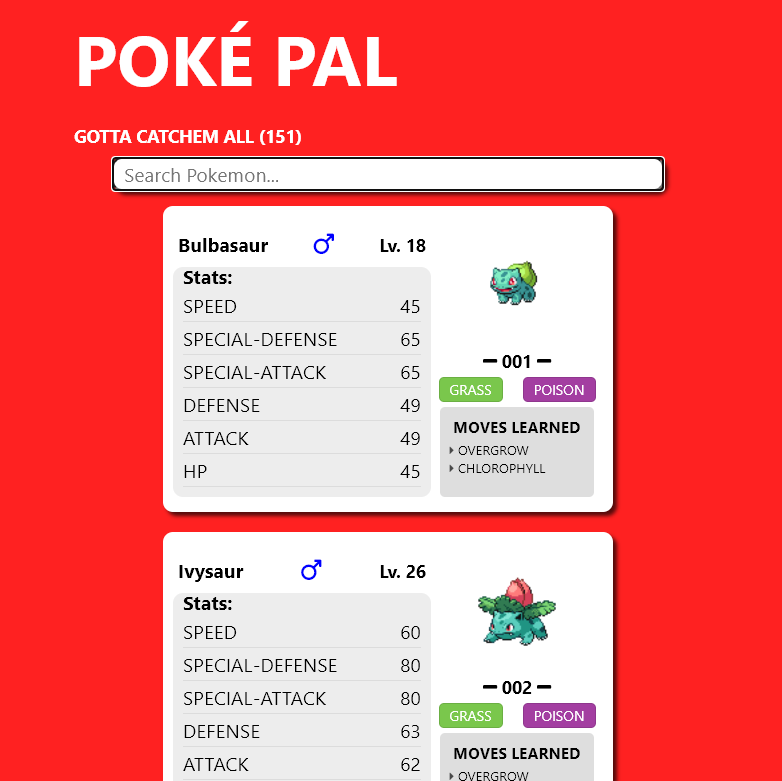 POKÉ PAL
GOTTA CATCHEM ALL (151)
Search Pokemon...
Bulbasaur ♂ Lv. 18
Stats:
SPEED 45
SPECIAL-DEFENSE 65
SPECIAL-ATTACK 65
DEFENSE 49
ATTACK 49
HP 45
— 001 —
GRASS POISON
MOVES LEARNED
OVERGROW
CHLOROPHYLL
Ivysaur ♂ Lv. 26
Stats:
SPEED 60
SPECIAL-DEFENSE 80
SPECIAL-ATTACK 80
DEFENSE 63
ATTACK 62
— 002 —
GRASS POISON
MOVES LEARNED
OVERGROW